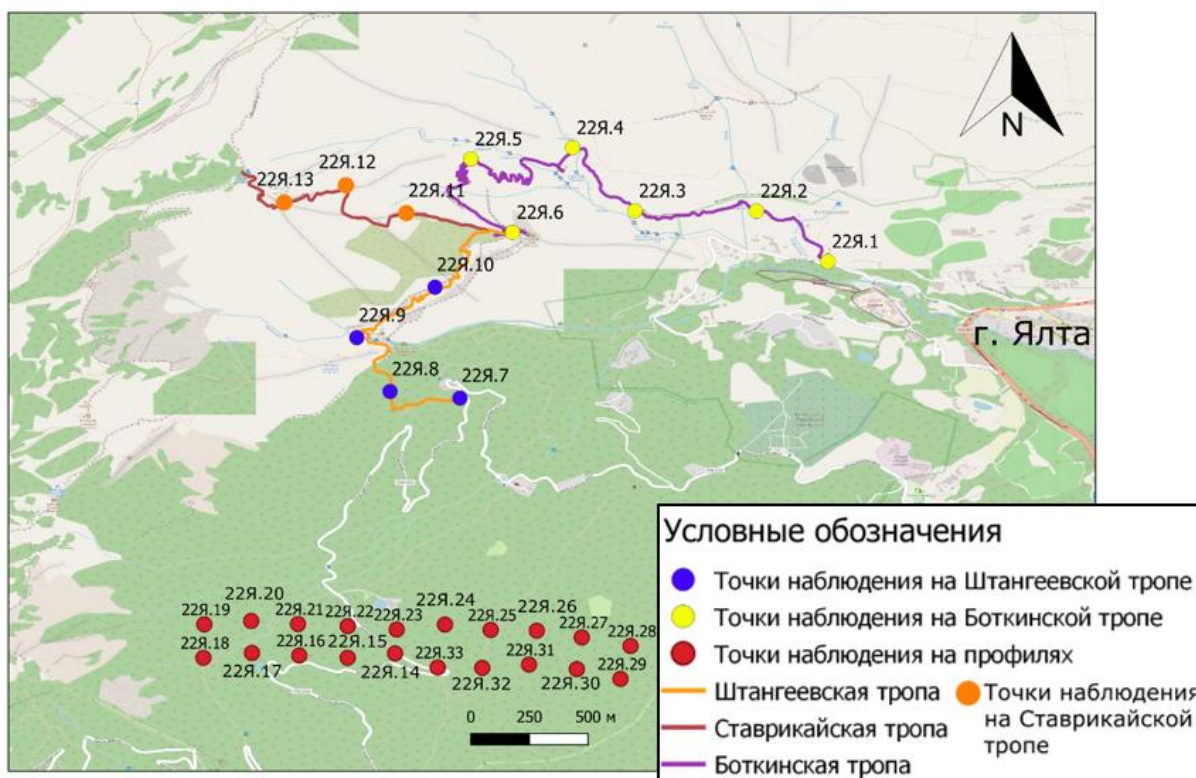 22Я.4
22Я.5
22Я.12
22Я.13
22Я.11
22Я.3
22Я.2
22Я.6
22Я.1
22Я.10
22Я.9
22Я.8
22Я.7
г. Ялта
N
22Я.20
22Я.24
22Я.26
22Я.19
22Я.21
22Я.22
22Я.23
22Я.25
22Я.27
22Я.28
22Я.18
22Я.16
22Я.15
22Я.17
22Я.14
22Я.33
22Я.31
22Я.32
22Я.30
22Я.29
0 250 500 м
Условные обозначения
Точки наблюдения на Штангеевской тропе
Точки наблюдения на Боткинской тропе
Точки наблюдения на профилях
Штангеевская тропа
Ставрикайская тропа
Боткинская тропа
Точки наблюдения
на Ставрикайской
тропе